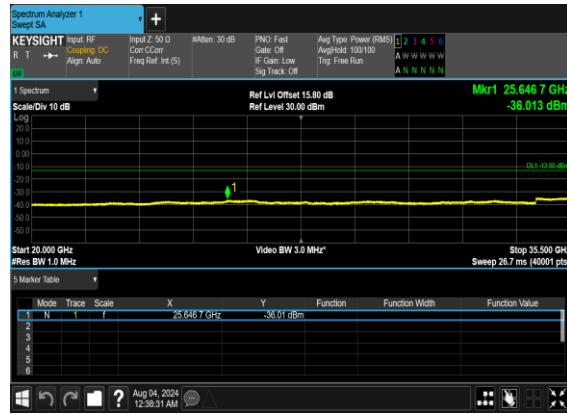 Spectrum Analyzer 1
Swept SA
+
KEYSIGHT Input: RF Input Z: 50 Ω #Atten: 30 dB PNO: Fast Avg Type: Power (RMS) 1 2 3 4 5 6
R T Coupling: DC Corr CCorr Gate: Off Avg|Hold: 100/100 A W W W W W
Align: Auto Freq Ref: Int (S) IF Gain: Low Trig: Free Run
Sig Track: Off A N N N N N
1 Spectrum Ref Lvl Offset 15.80 dB Mkr1 25.646 7 GHz
Scale/Div 10 dB Ref Level 30.00 dBm -36.013 dBm
Log
20.0
10.0
0.00
-10.0 DL1 -13.00 dBm
-20.0
-30.0 1
-40.0
-50.0
-60.0
Start 20.000 GHz Video BW 3.0 MHz* Stop 35.500 GHz
#Res BW 1.0 MHz Sweep 26.7 ms (40001 pts)
5 Marker Table
Mode Trace Scale X Y Function Function Width Function Value
1 N 1 f 25.646 7 GHz -36.01 dBm
2
3
4
5
6
? Aug 04, 2024
12:38:31 AM